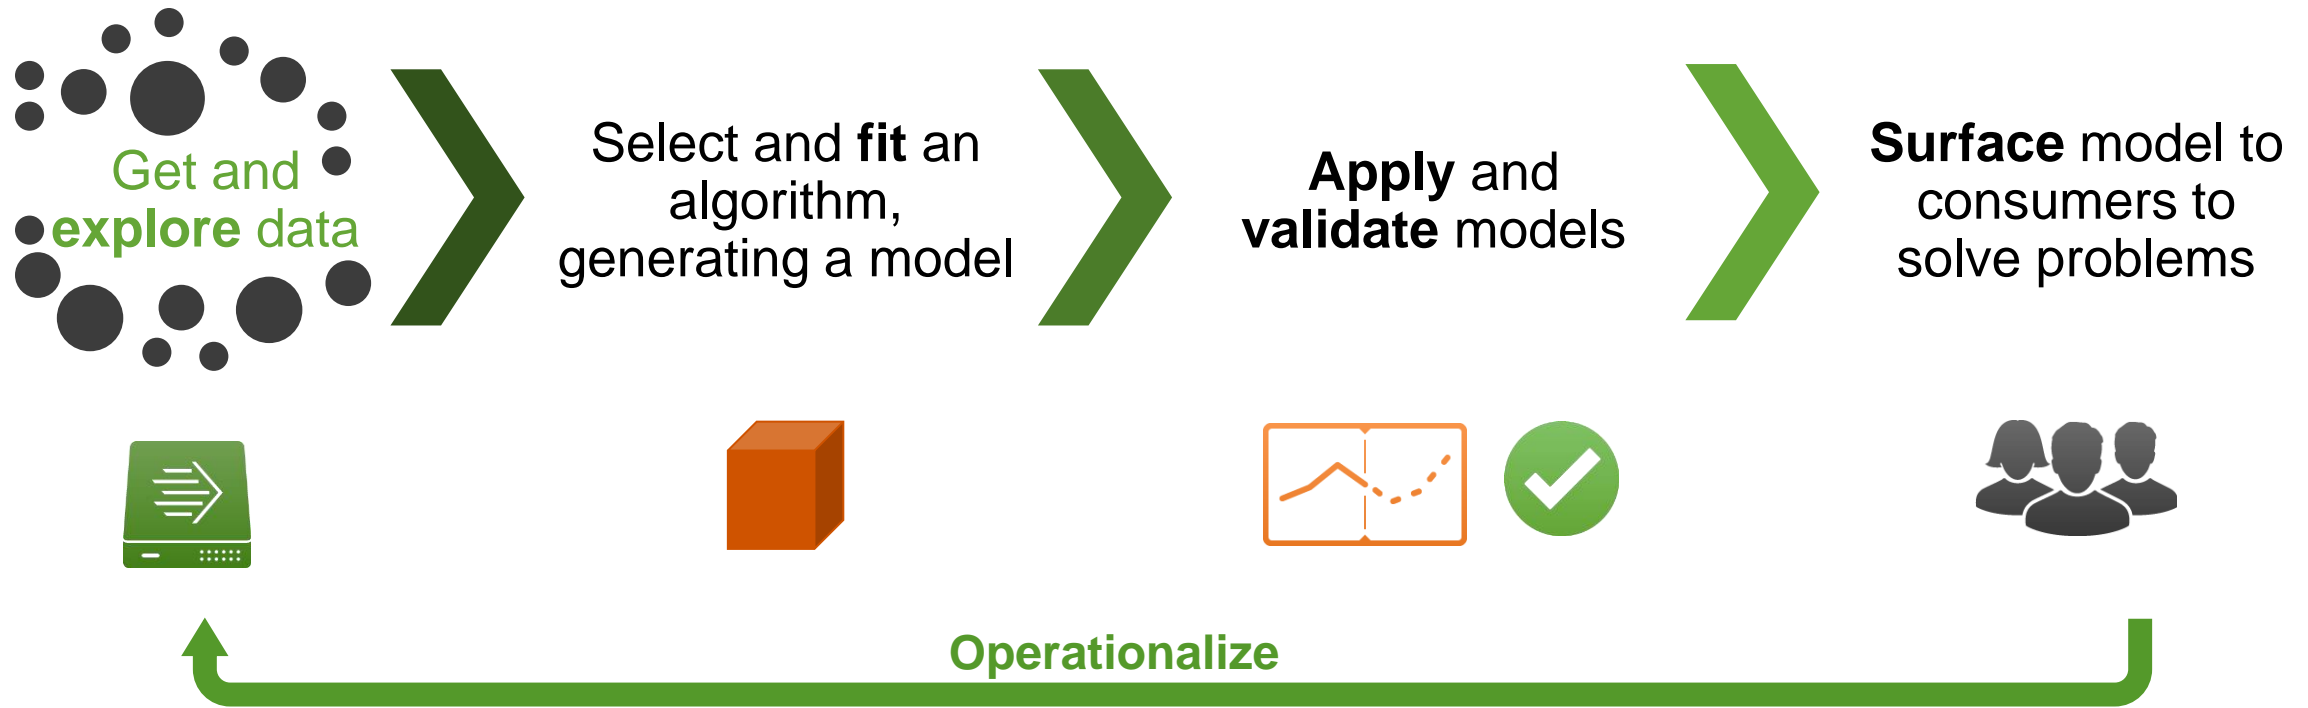 Get and
explore data
Select and fit an
algorithm,
generating a model
Apply and
validate models
Surface model to
consumers to
solve problems
Operationalize